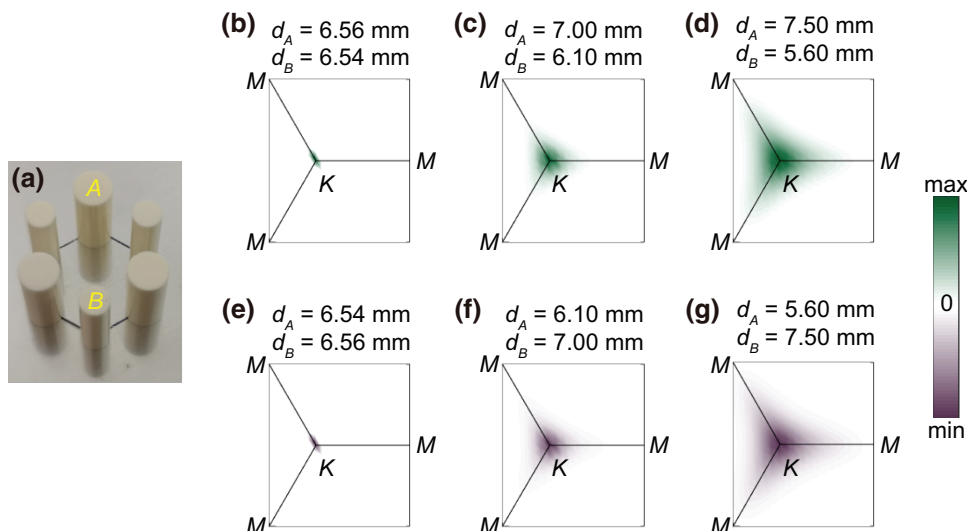 (a)
A
B
(b)
d_A = 6.56 mm
d_B = 6.54 mm
M
M
K
M
(c)
d_A = 7.00 mm
d_B = 6.10 mm
M
M
K
M
(d)
d_A = 7.50 mm
d_B = 5.60 mm
M
M
K
M
(e)
d_A = 6.54 mm
d_B = 6.56 mm
M
M
K
M
(f)
d_A = 6.10 mm
d_B = 7.00 mm
M
M
K
M
(g)
d_A = 5.60 mm
d_B = 7.50 mm
M
M
K
M
max
0
min